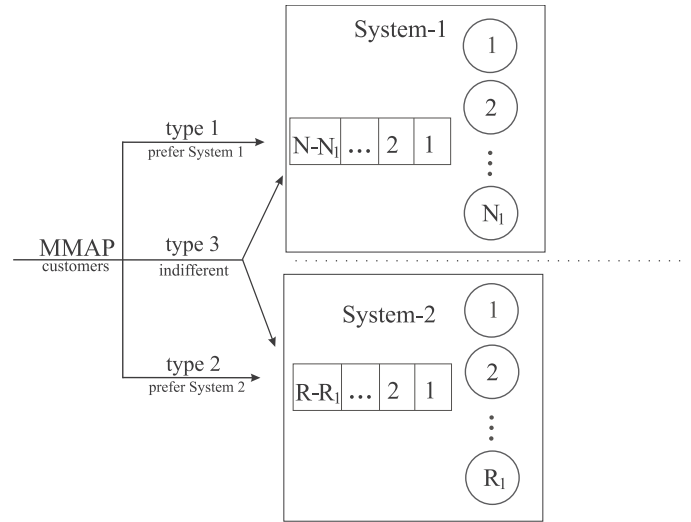 System-1
1
2
...
N₁
N-N₁ ... 2 1
type 1
prefer System 1
MMAP
customers
type 3
indifferent
type 2
prefer System 2
System-2
1
2
...
R₁
R-R₁ ... 2 1